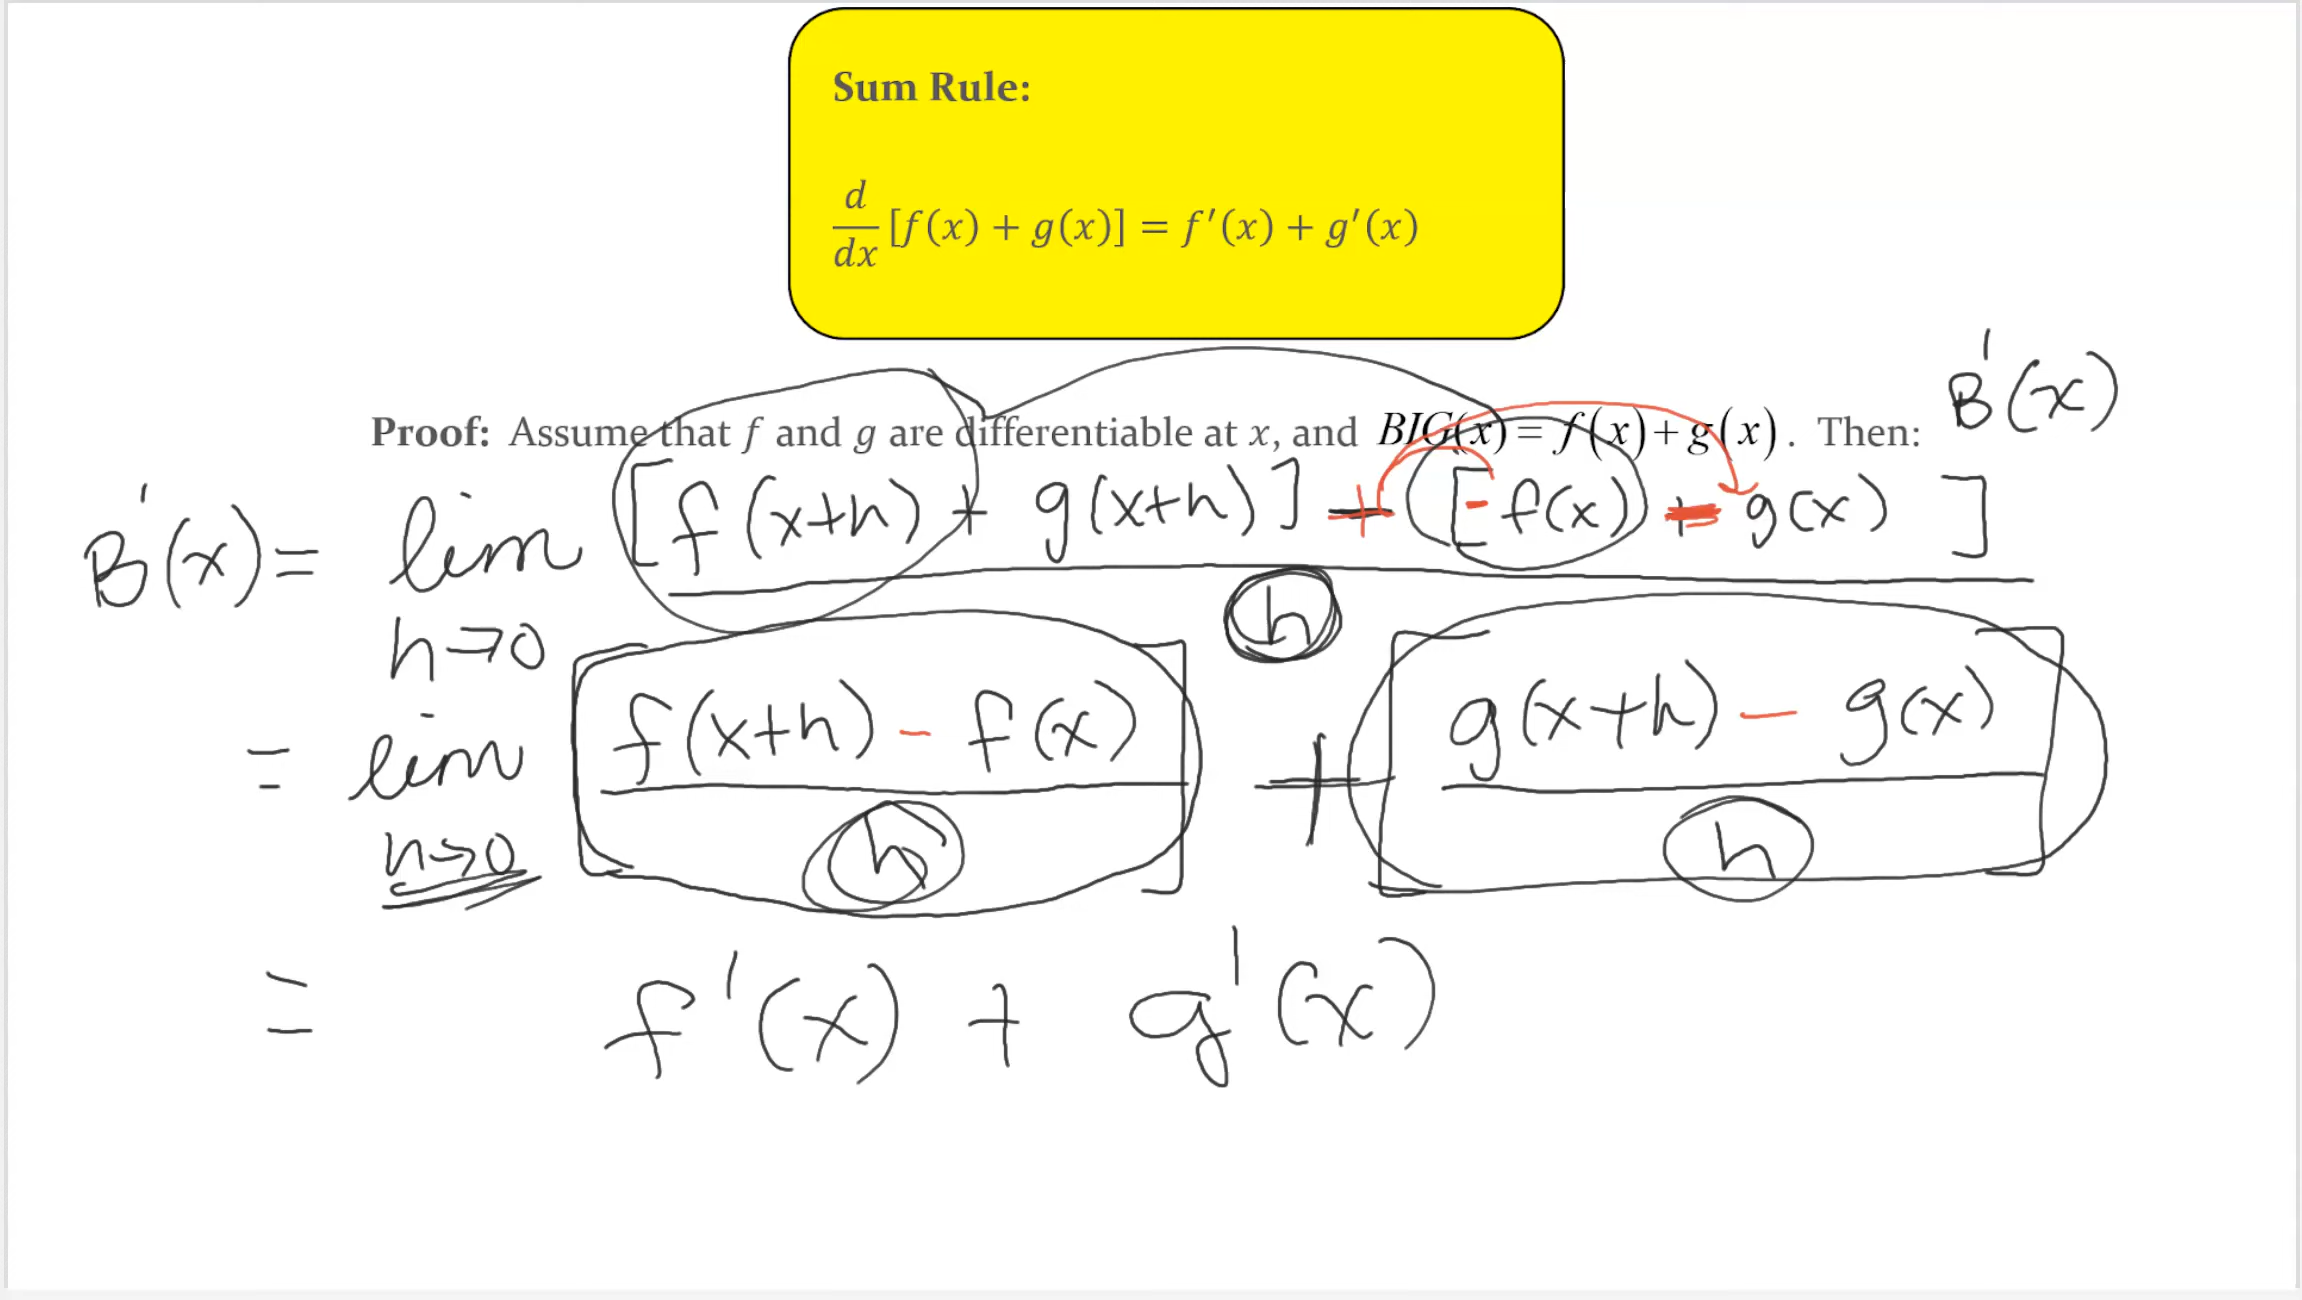 Sum Rule:
d/dx [f(x) + g(x)] = f′(x) + g′(x)
B'(x)
Proof: Assume that f and g are differentiable at x, and BIG(x) = f(x) + g(x). Then:
B'(x) = lim h→0 [f(x+h) + g(x+h)] + [-f(x) - g(x)] / h
= lim h→0 [f(x+h) - f(x) / h] + [g(x+h) - g(x) / h]
= f'(x) + g'(x)